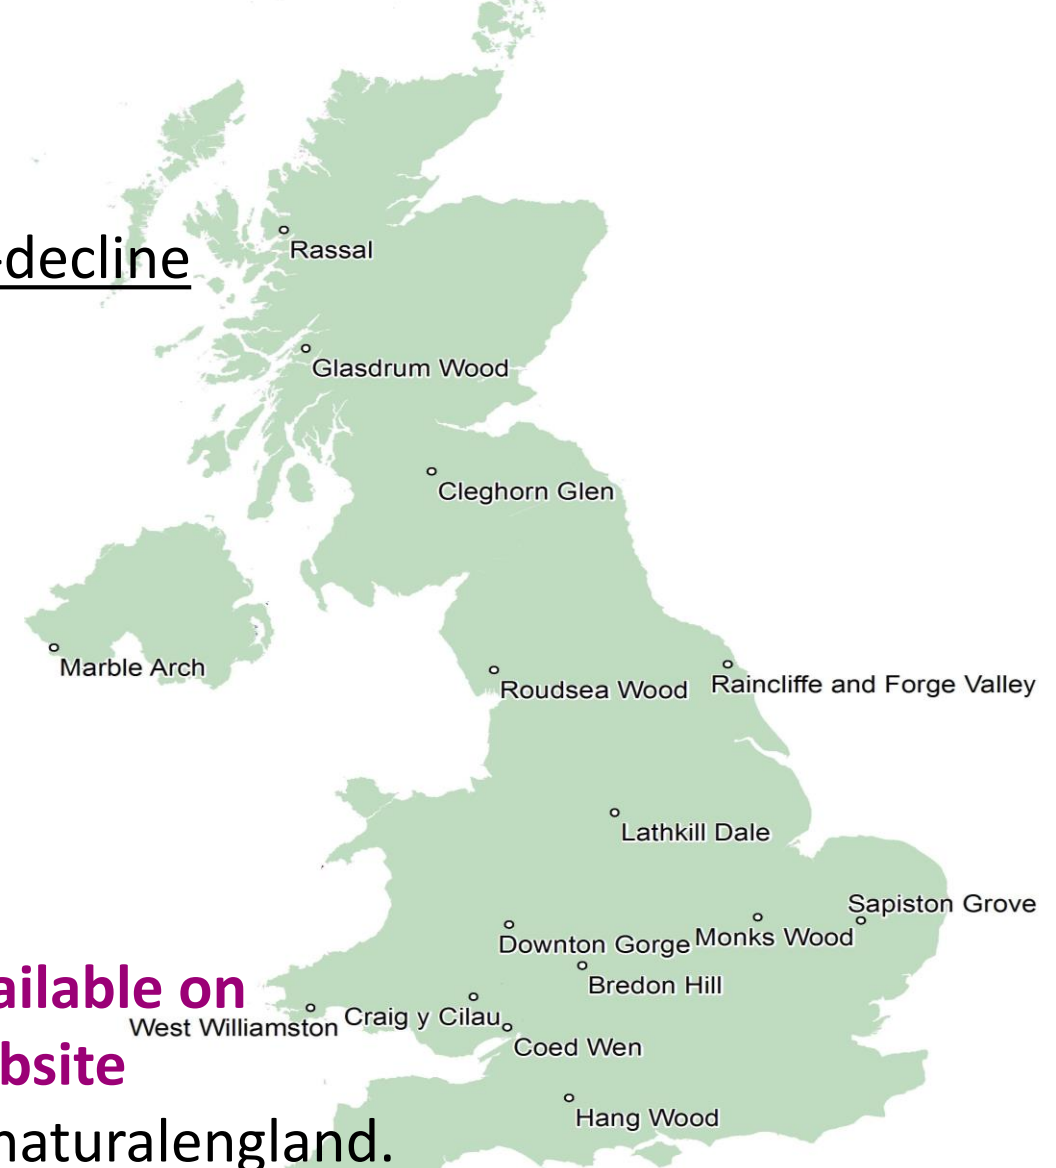 Rassal
-decline
Glasdrum Wood
Cleghorn Glen
Marble Arch
Roudsea Wood
Raincliffe and Forge Valley
Lathkill Dale
Sapiston Grove
Downton Gorge
Monks Wood
Bredon Hill
ailable on
West Williamston
Craig y Cilau
Coed Wen
bsite
Hang Wood
naturalengland.